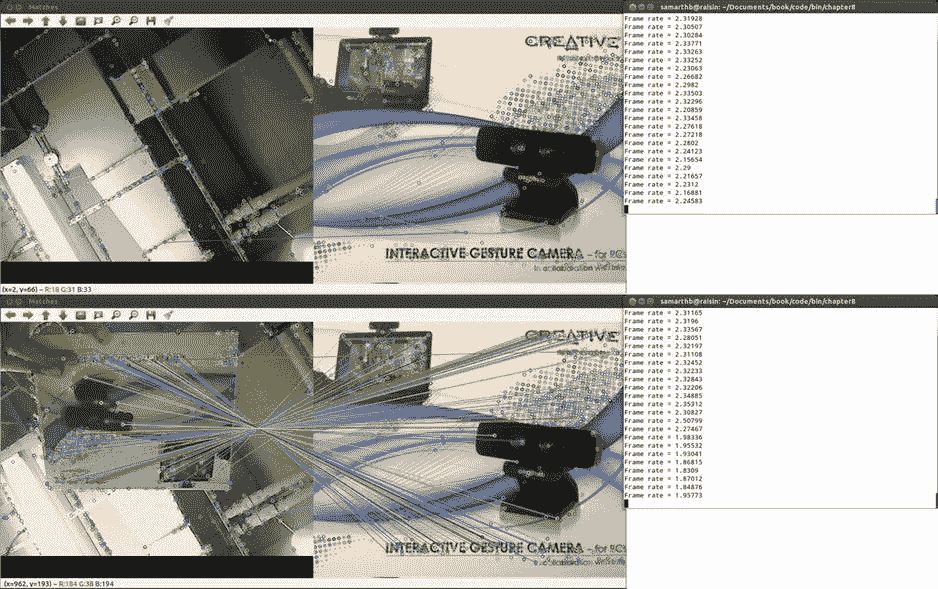 Matches
samarthb@raisin: ~/Documents/book/code/bin/chapter8
CREATIVE
INTERACTIVE GESTURE CAMERA – for PCs
in collaboration with
(x=2, y=66) ~ R:18 G:31 B:33
Frame rate = 2.31928
Frame rate = 2.30507
Frame rate = 2.30284
Frame rate = 2.33771
Frame rate = 2.33263
Frame rate = 2.33252
Frame rate = 2.23063
Frame rate = 2.26682
Frame rate = 2.2982
Frame rate = 2.33503
Frame rate = 2.32296
Frame rate = 2.20859
Frame rate = 2.33458
Frame rate = 2.27618
Frame rate = 2.27218
Frame rate = 2.2802
Frame rate = 2.24123
Frame rate = 2.15654
Frame rate = 2.29
Frame rate = 2.21657
Frame rate = 2.2312
Frame rate = 2.16881
Frame rate = 2.24583
Matches
samarthb@raisin: ~/Documents/book/code/bin/chapter8
CREATIVE
INTERACTIVE GESTURE CAMERA – for PCs
in collaboration with
(x=962, y=193) ~ R:184 G:38 B:194
Frame rate = 2.31165
Frame rate = 2.3196
Frame rate = 2.33567
Frame rate = 2.28051
Frame rate = 2.32197
Frame rate = 2.31108
Frame rate = 2.32452
Frame rate = 2.32233
Frame rate = 2.32843
Frame rate = 2.32206
Frame rate = 2.34885
Frame rate = 2.35312
Frame rate = 2.30827
Frame rate = 2.50799
Frame rate = 2.27467
Frame rate = 1.98336
Frame rate = 1.95532
Frame rate = 1.93041
Frame rate = 1.86815
Frame rate = 1.8309
Frame rate = 1.87012
Frame rate = 1.84876
Frame rate = 1.95773